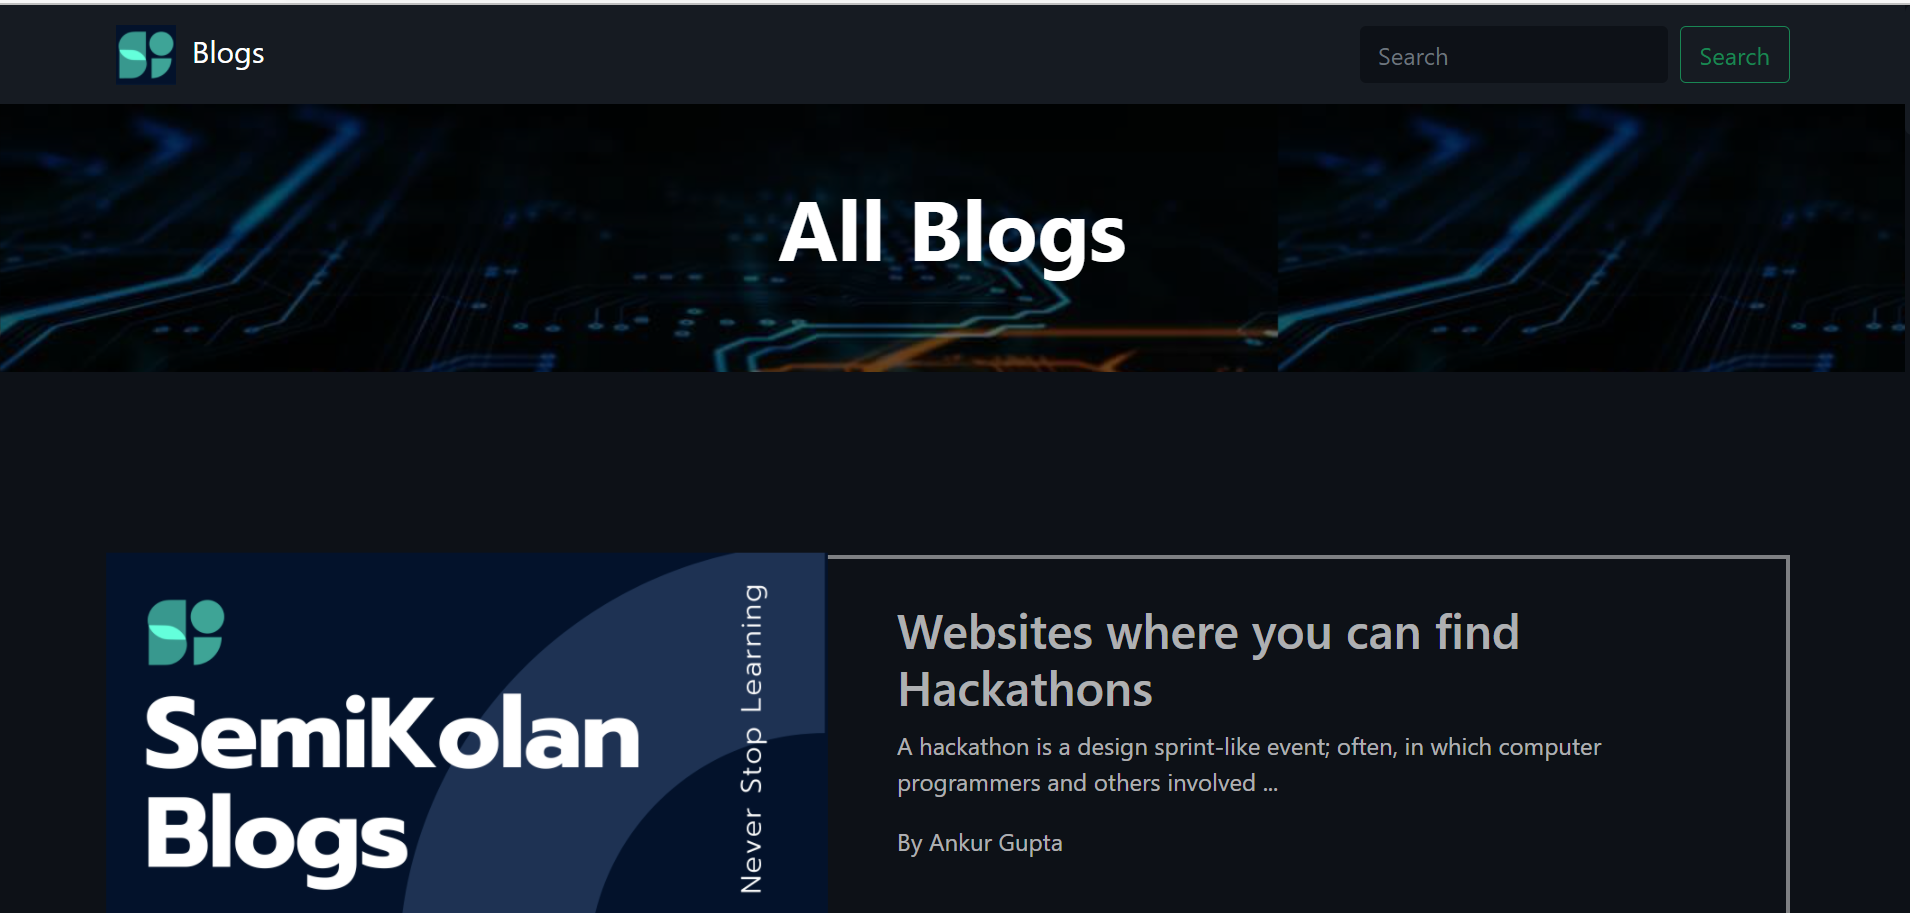 Blogs
Search
Search
All Blogs
SemiKolan
Blogs
Never Stop Learning
Websites where you can find
Hackathons
A hackathon is a design sprint-like event; often, in which computer
programmers and others involved ...
By Ankur Gupta